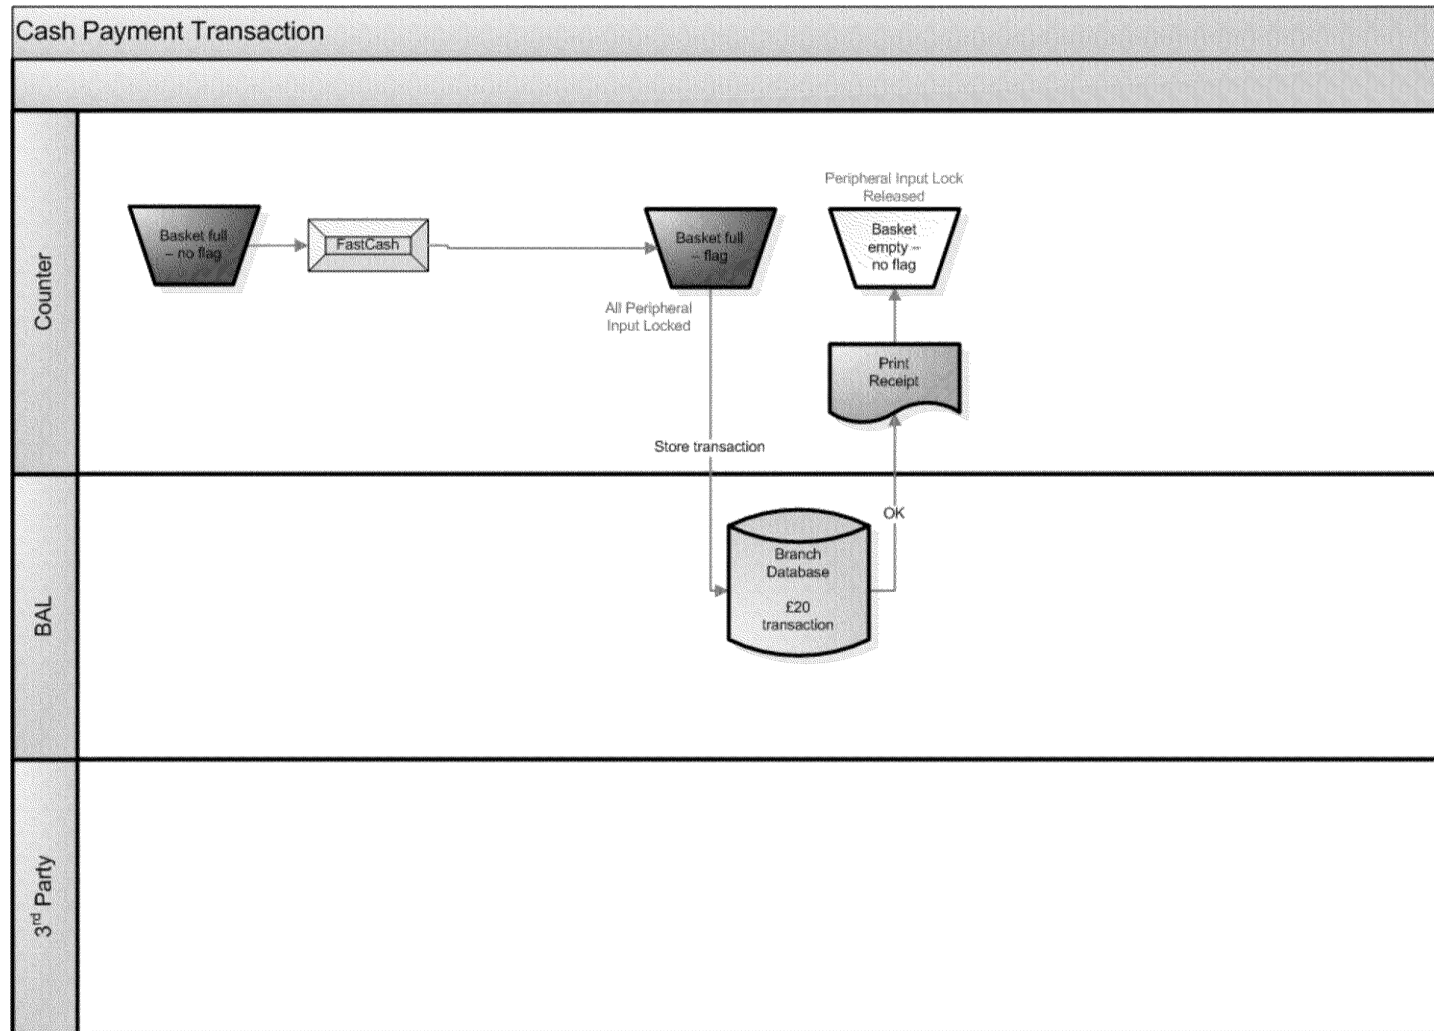 Cash Payment Transaction
Counter
Basket full
– no flag
FastCash
Basket full
– flag
All Peripheral
Input Locked
Peripheral Input Lock
Released
Basket
empty –
no flag
Print
Receipt
Store transaction
BAL
OK
Branch
Database
£20
transaction
3rd Party